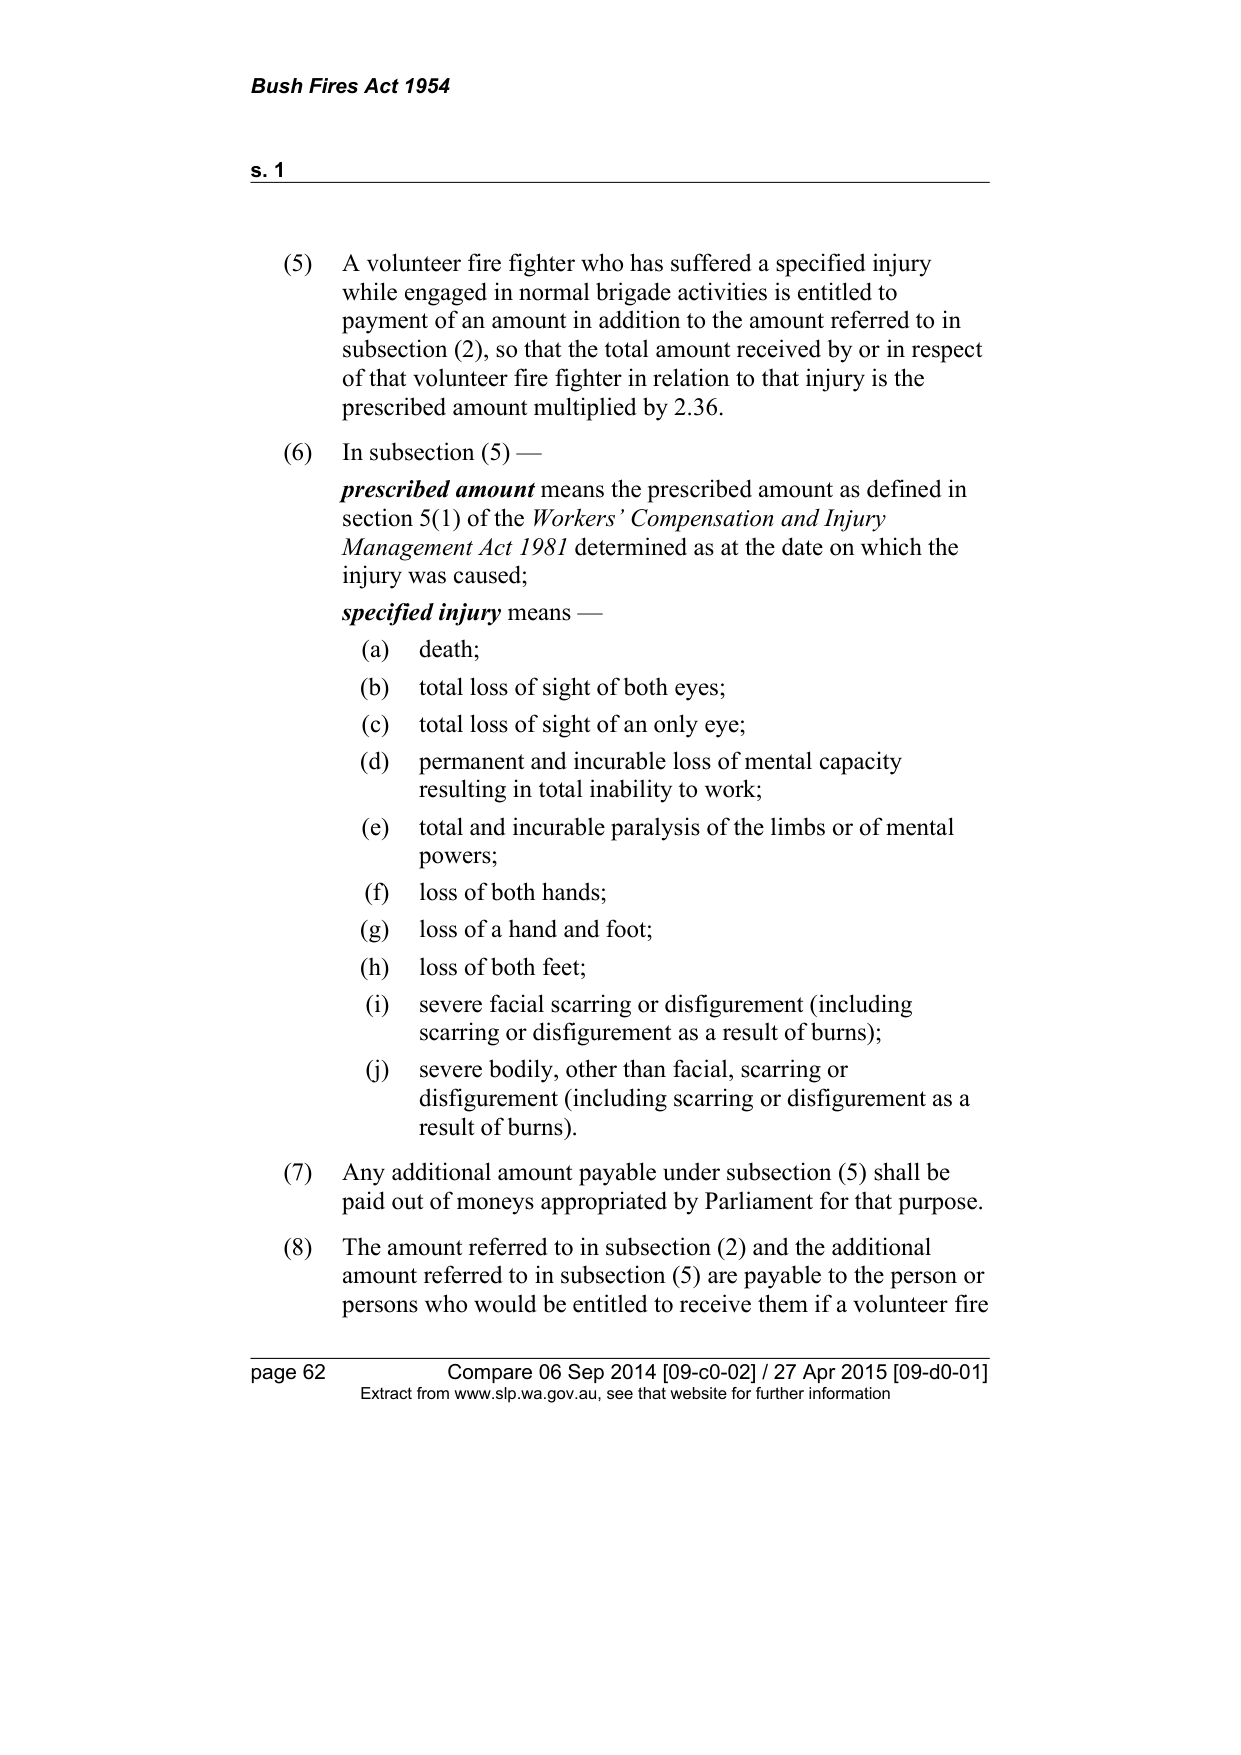 Bush Fires Act 1954
s. 1
(5) A volunteer fire fighter who has suffered a specified injury
while engaged in normal brigade activities is entitled to
payment of an amount in addition to the amount referred to in
subsection (2), so that the total amount received by or in respect
of that volunteer fire fighter in relation to that injury is the
prescribed amount multiplied by 2.36.
(6) In subsection (5) —
prescribed amount means the prescribed amount as defined in
section 5(1) of the Workers’ Compensation and Injury
Management Act 1981 determined as at the date on which the
injury was caused;
specified injury means —
(a) death;
(b) total loss of sight of both eyes;
(c) total loss of sight of an only eye;
(d) permanent and incurable loss of mental capacity
resulting in total inability to work;
(e) total and incurable paralysis of the limbs or of mental
powers;
(f) loss of both hands;
(g) loss of a hand and foot;
(h) loss of both feet;
(i) severe facial scarring or disfigurement (including
scarring or disfigurement as a result of burns);
(j) severe bodily, other than facial, scarring or
disfigurement (including scarring or disfigurement as a
result of burns).
(7) Any additional amount payable under subsection (5) shall be
paid out of moneys appropriated by Parliament for that purpose.
(8) The amount referred to in subsection (2) and the additional
amount referred to in subsection (5) are payable to the person or
persons who would be entitled to receive them if a volunteer fire
page 62 Compare 06 Sep 2014 [09-c0-02] / 27 Apr 2015 [09-d0-01]
Extract from www.slp.wa.gov.au, see that website for further information